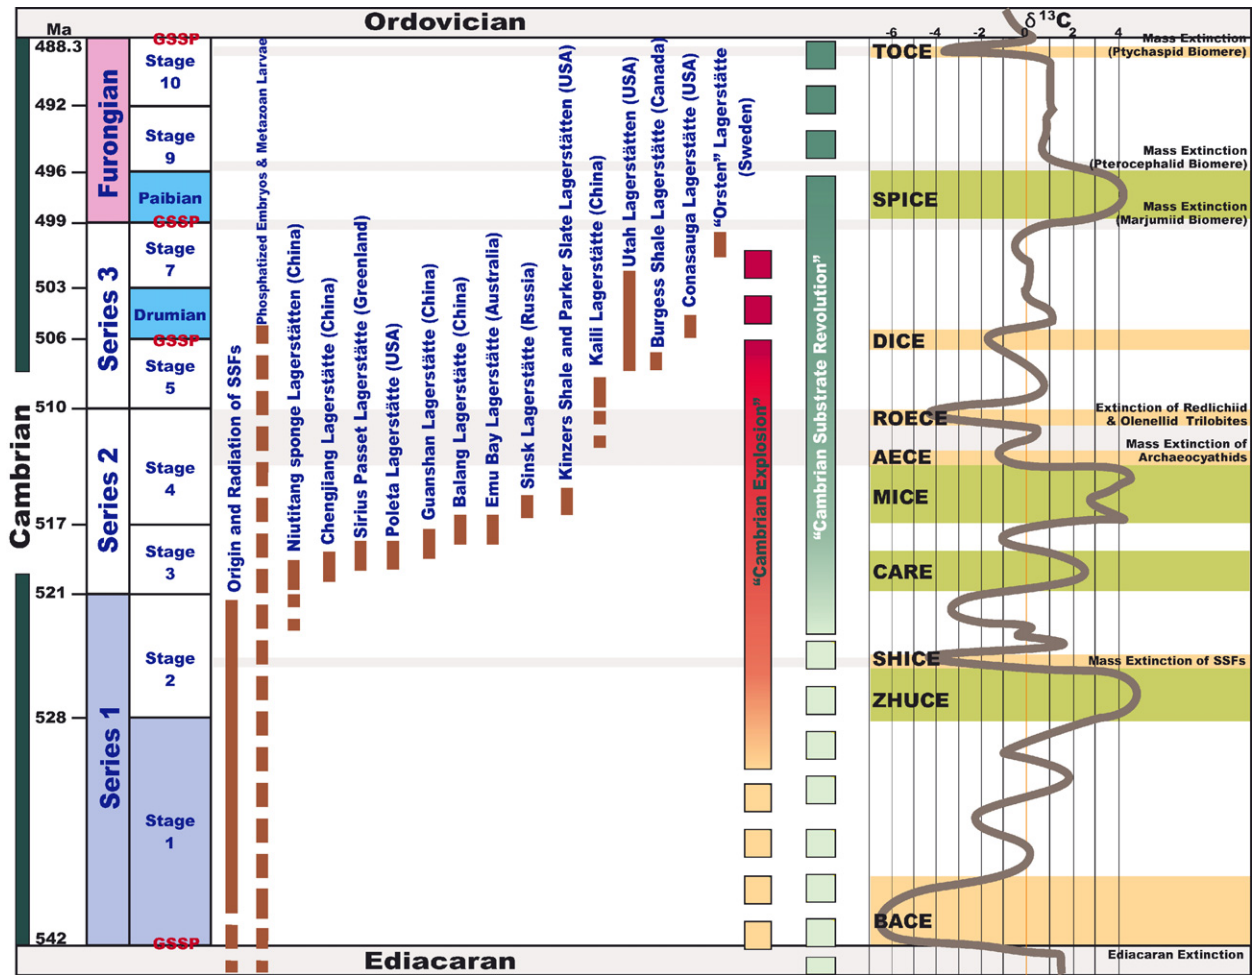 Ordovician
Ma
δ 13C
-6 -4 -2 0 2 4
488.3
492
496
499
503
506
510
517
521
528
542
Cambrian
Furongian
Series 3
Series 2
Series 1
GSSP
Stage
10
Stage
9
Paibian
GSSP
Stage
7
Drumian
GSSP
Stage
5
Stage
4
Stage
3
Stage
2
Stage
1
GSSP
Origin and Radiation of SSFs
Phosphatized Embryos & Metazoan Larvae
Niutitang sponge Lagerstätten (China)
Chengjiang Lagerstätte (China)
Sirius Passet Lagerstätte (Greenland)
Poleta Lagerstätte (USA)
Guanshan Lagerstätte (China)
Balang Lagerstätte (China)
Emu Bay Lagerstätte (Australia)
Sinsk Lagerstätte (Russia)
Kinzers Shale and Parker Slate Lagerstätten (USA)
Kaili Lagerstätte (China)
Utah Lagerstätten (USA)
Burgess Shale Lagerstätte (Canada)
Conasauga Lagerstätte (USA)
"Orsten" Lagerstätte
(Sweden)
"Cambrian Explosion"
"Cambrian Substrate Revolution"
TOCE
SPICE
DICE
ROECE
AECE
MICE
CARE
SHICE
ZHUCE
BACE
Mass Extinction
(Ptychaspid Biomere)
Mass Extinction
(Pterocephalid Biomere)
Mass Extinction
(Marjumiid Biomere)
Extinction of Redlichiid
& Olenellid Trilobites
Mass Extinction of
Archaeocyathids
Mass Extinction of SSFs
Ediacaran Extinction
Ediacaran